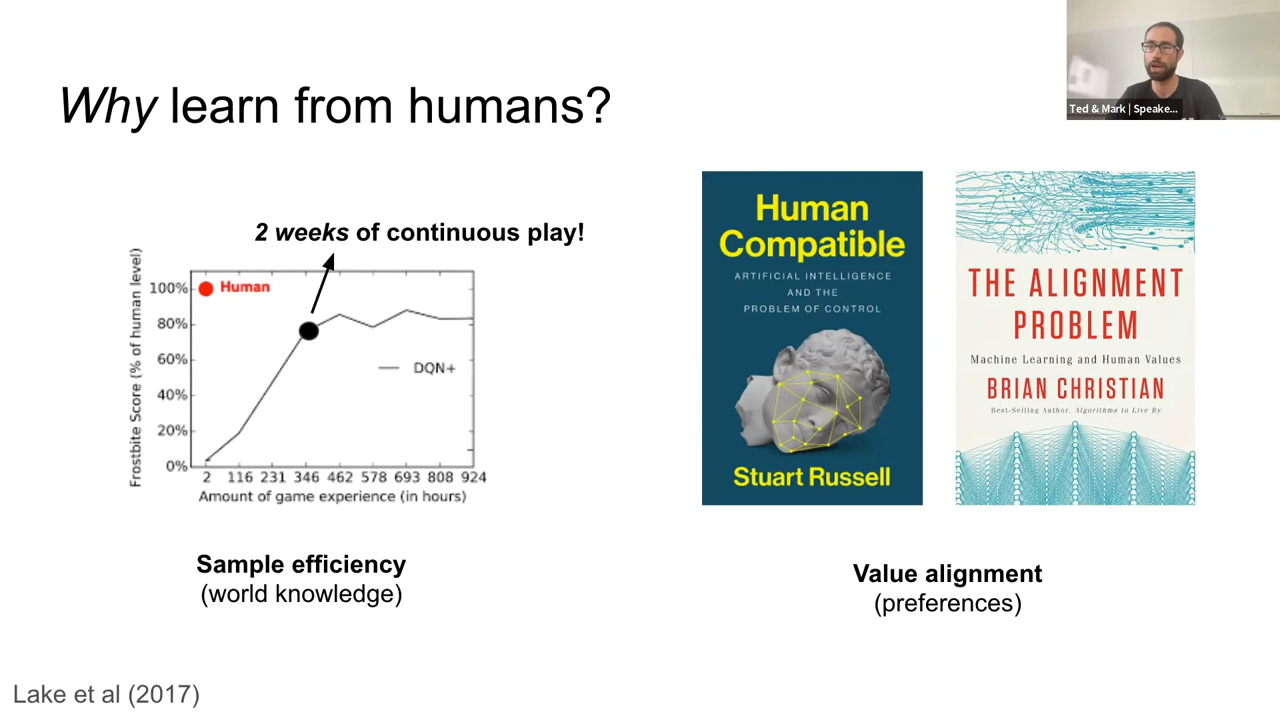 Ted & Mark | Speake...
Why learn from humans?
2 weeks of continuous play!
Frostbite Score (% of human level)
100%
80%
60%
40%
20%
0%
Human
DQN+
2 116 231 346 462 578 693 808 924
Amount of game experience (in hours)
Sample efficiency
(world knowledge)
Human
Compatible
ARTIFICIAL INTELLIGENCE
AND THE
PROBLEM OF CONTROL
Stuart Russell
THE ALIGNMENT
PROBLEM
Machine Learning and Human Values
BRIAN CHRISTIAN
Best-Selling Author, Algorithms to Live By
Value alignment
(preferences)
Lake et al (2017)